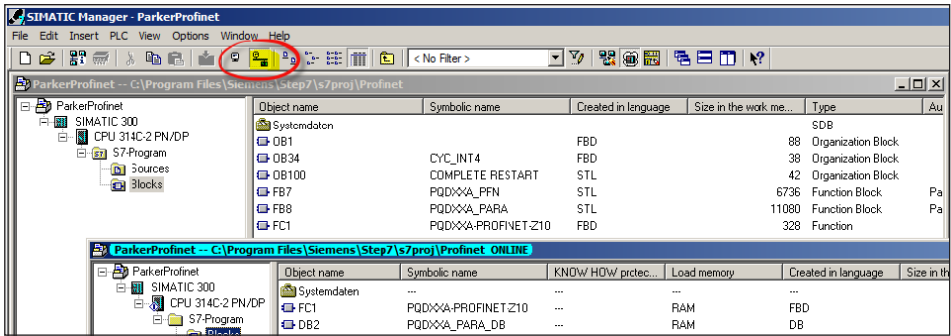 SIMATIC Manager - ParkerProfinet
File Edit Insert PLC View Options Window Help
< No Filter >
ParkerProfinet -- C:\Program Files\Siemens\Step7\s7proj\Profinet
ParkerProfinet
SIMATIC 300
CPU 314C-2 PN/DP
S7-Program
Sources
Blocks
Object name Symbolic name Created in language Size in the work me... Type Au
Systemdaten SDB
OB1 FBD 88 Organization Block
OB34 CYC_INT4 FBD 38 Organization Block
OB100 COMPLETE RESTART STL 42 Organization Block
FB7 PQDXXA_PFN STL 6736 Function Block Pa
FB8 PQDXXA_PARA STL 11080 Function Block Pa
FC1 PQDXXA-PROFINET-Z10 FBD 328 Function
ParkerProfinet -- C:\Program Files\Siemens\Step7\s7proj\Profinet ONLINE
ParkerProfinet
SIMATIC 300
CPU 314C-2 PN/DP
S7-Program
Blocks
Object name Symbolic name KNOW HOW protec... Load memory Created in language Size in th
Systemdaten ... ... ... ...
FC1 PQDXXA-PROFINET-Z10 ... RAM FBD
DB2 PQDXXA_PARA_DB ... RAM DB